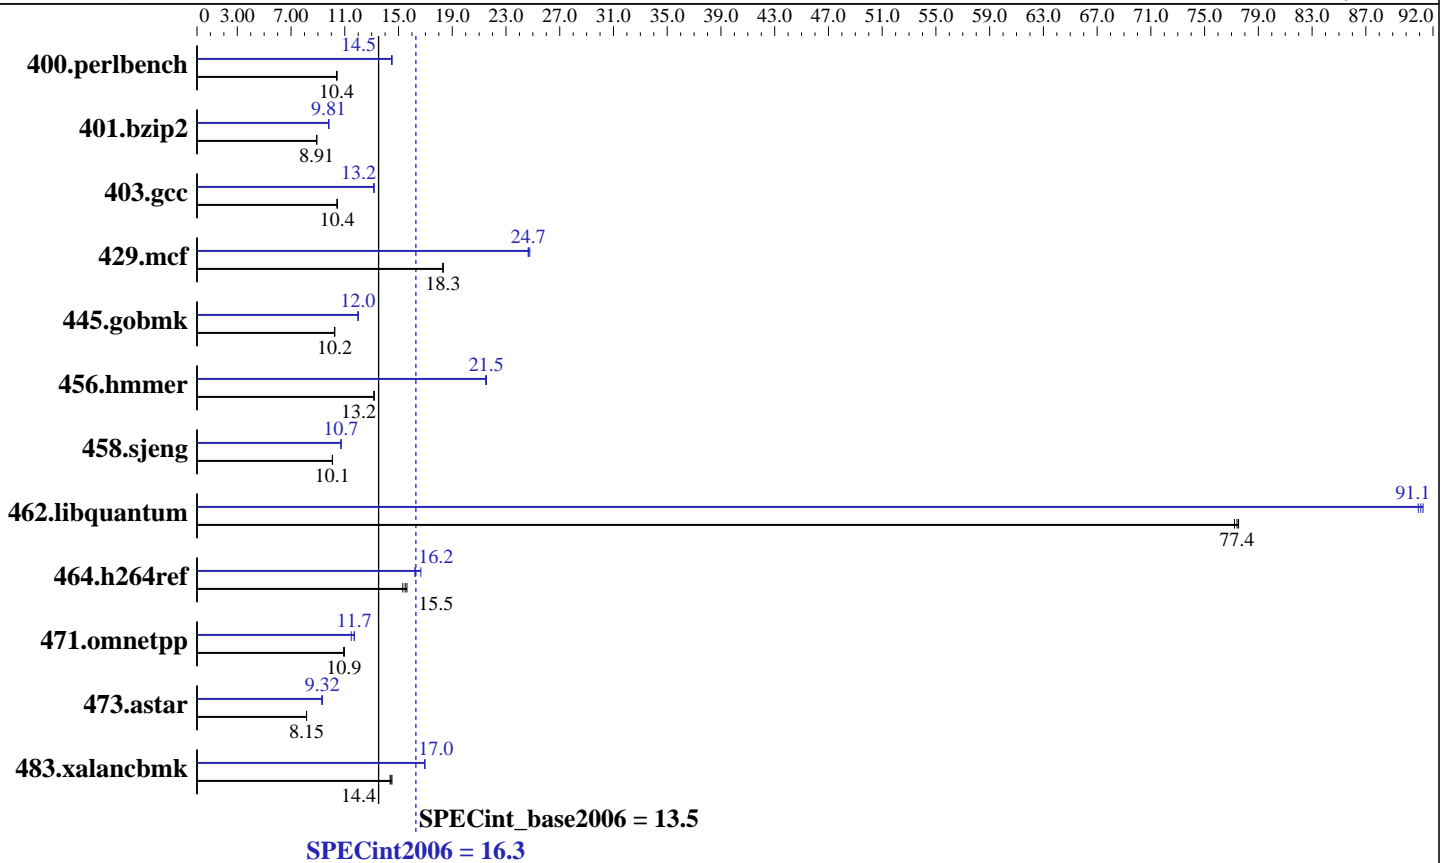 0 3.00 7.00 11.0 15.0 19.0 23.0 27.0 31.0 35.0 39.0 43.0 47.0 51.0 55.0 59.0 63.0 67.0 71.0 75.0 79.0 83.0 87.0 92.0
14.5
400.perlbench
10.4
9.81
401.bzip2
8.91
13.2
403.gcc
10.4
24.7
429.mcf
18.3
12.0
445.gobmk
10.2
21.5
456.hmmer
13.2
10.7
458.sjeng
10.1
91.1
462.libquantum
77.4
16.2
464.h264ref
15.5
11.7
471.omnetpp
10.9
9.32
473.astar
8.15
17.0
483.xalancbmk
14.4
SPECint_base2006 = 13.5
SPECint2006 = 16.3